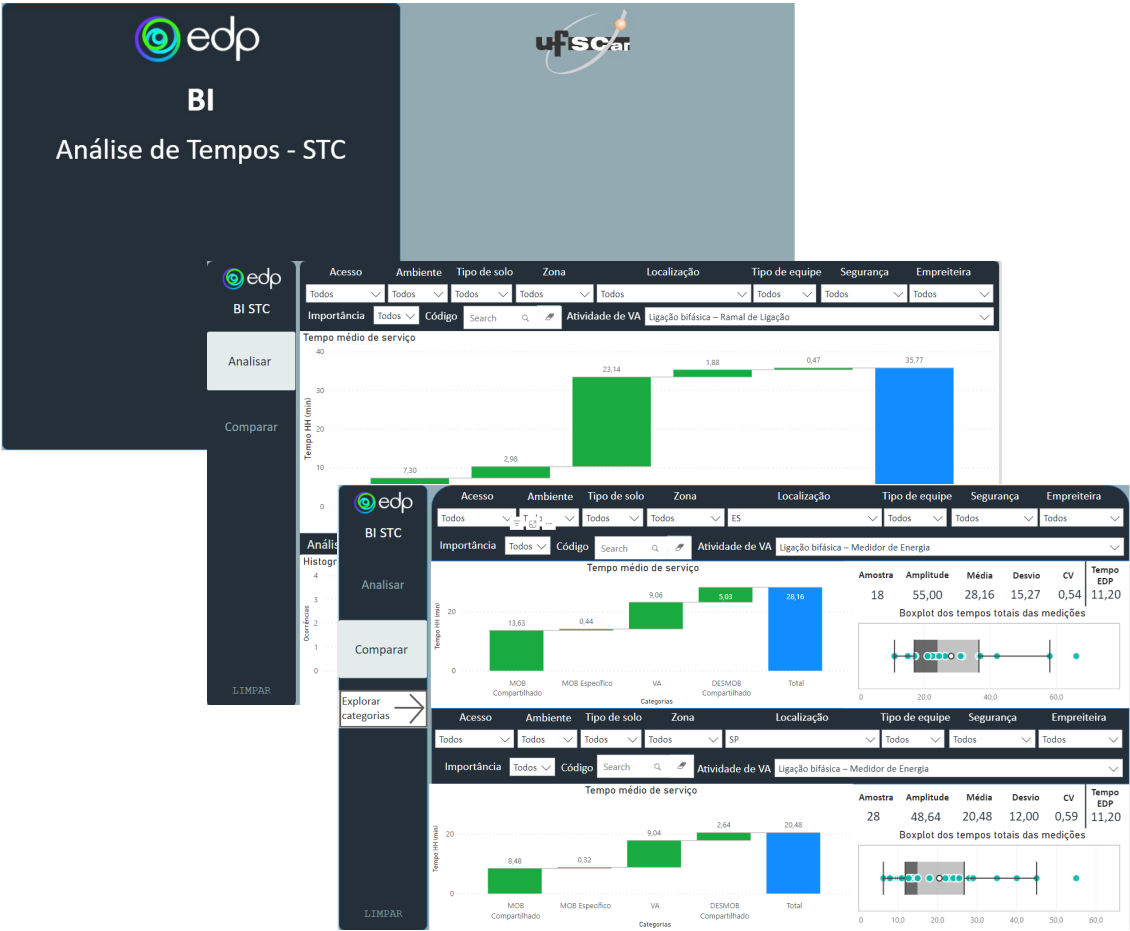 edp
BI
Análise de Tempos - STC
ufscar
edp
BI STC
Analisar
Comparar
LIMPAR
Acesso Ambiente Tipo de solo Zona Localização Tipo de equipe Segurança Empreiteira
Todos Todos Todos Todos Todos Todos Todos Todos
Importância Todos Código Search Atividade de VA Ligação bifásica – Ramal de Ligação
Tempo médio de serviço
Tempo HH (min)
40
30
20
10
0
7,30
2,98
23,14
1,88
0,47
35,77
Histogr
Ocorrências
4
3
2
1
0
edp
BI STC
Analisar
Comparar
Explorar
categorias
LIMPAR
Acesso Ambiente Tipo de solo Zona Localização Tipo de equipe Segurança Empreiteira
Todos Todos Todos ES Todos Todos Todos
Importância Todos Código Search Atividade de VA Ligação bifásica – Medidor de Energia
Tempo médio de serviço
Tempo HH (min)
20
0
13,63
0,44
9,06
5,03
28,16
MOB Compartilhado
MOB Específico
VA
DESMOB Compartilhado
Total
Categorias
Amostra Amplitude Média Desvio CV Tempo EDP
18 55,00 28,16 15,27 0,54 11,20
Boxplot dos tempos totais das medições
0 20,0 40,0 60,0
Acesso Ambiente Tipo de solo Zona Localização Tipo de equipe Segurança Empreiteira
Todos Todos Todos Todos SP Todos Todos Todos
Importância Todos Código Search Atividade de VA Ligação bifásica – Medidor de Energia
Tempo médio de serviço
Tempo HH (min)
20
0
8,48
0,32
9,04
2,64
20,48
MOB Compartilhado
MOB Específico
VA
DESMOB Compartilhado
Total
Categorias
Amostra Amplitude Média Desvio CV Tempo EDP
28 48,64 20,48 12,00 0,59 11,20
Boxplot dos tempos totais das medições
0 10,0 20,0 30,0 40,0 50,0 60,0